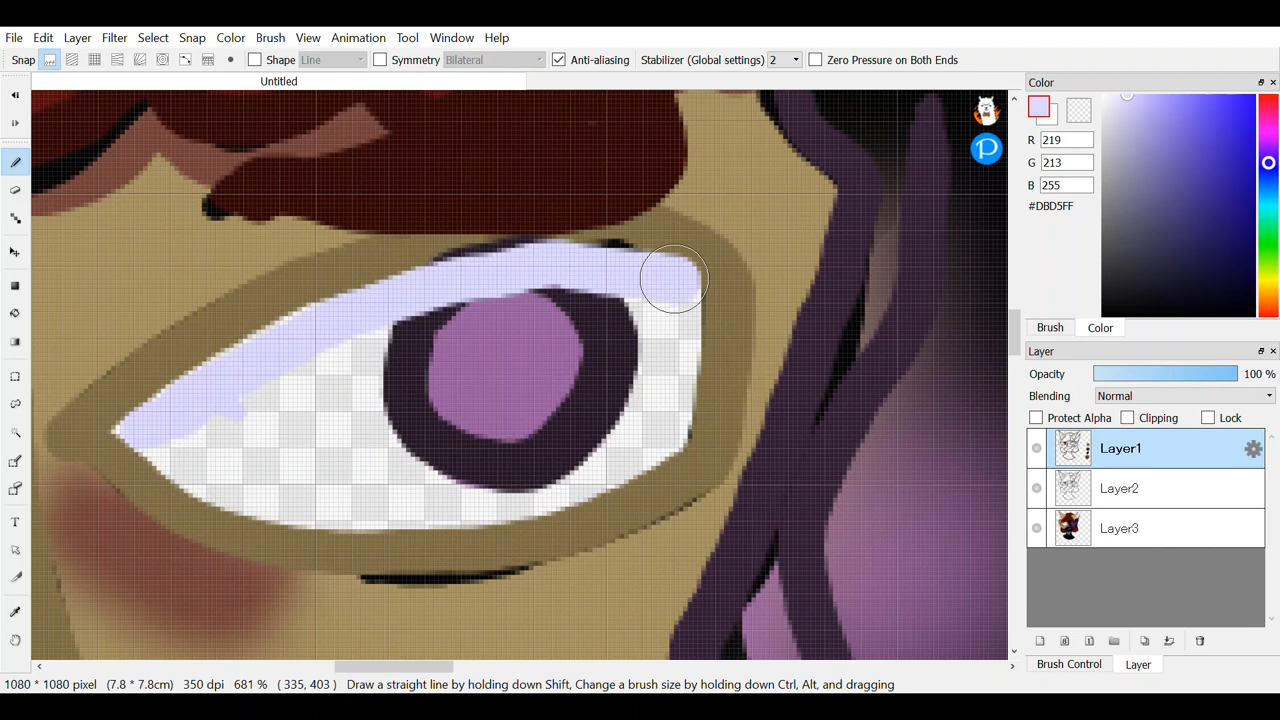 File Edit Layer Filter Select Snap Color Brush View Animation Tool Window Help
Snap OFF Shape Line Symmetry Bilateral Anti-aliasing Stabilizer (Global settings) 2 Zero Pressure on Both Ends
Untitled
Color
R 219
G 213
B 255
#DBD5FF
Brush Color
Layer
Opacity 100 %
Blending Normal
Protect Alpha Clipping Lock
Layer1
Layer2
Layer3
Brush Control Layer
1080 * 1080 pixel (7.8 * 7.8cm) 350 dpi 681 % ( 335, 403 ) Draw a straight line by holding down Shift, Change a brush size by holding down Ctrl, Alt, and dragging